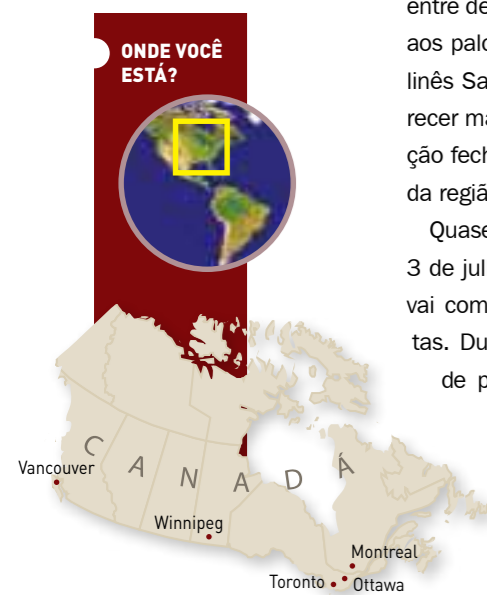 ONDE VOCÊ
ESTÁ?
entre de
aos palc
linês Sa
recer ma
ção fech
da regiã
Quase
3 de jul
vai com
tas. Du
de p
CANADÁ
Vancouver
Winnipeg
Montreal
Toronto
Ottawa